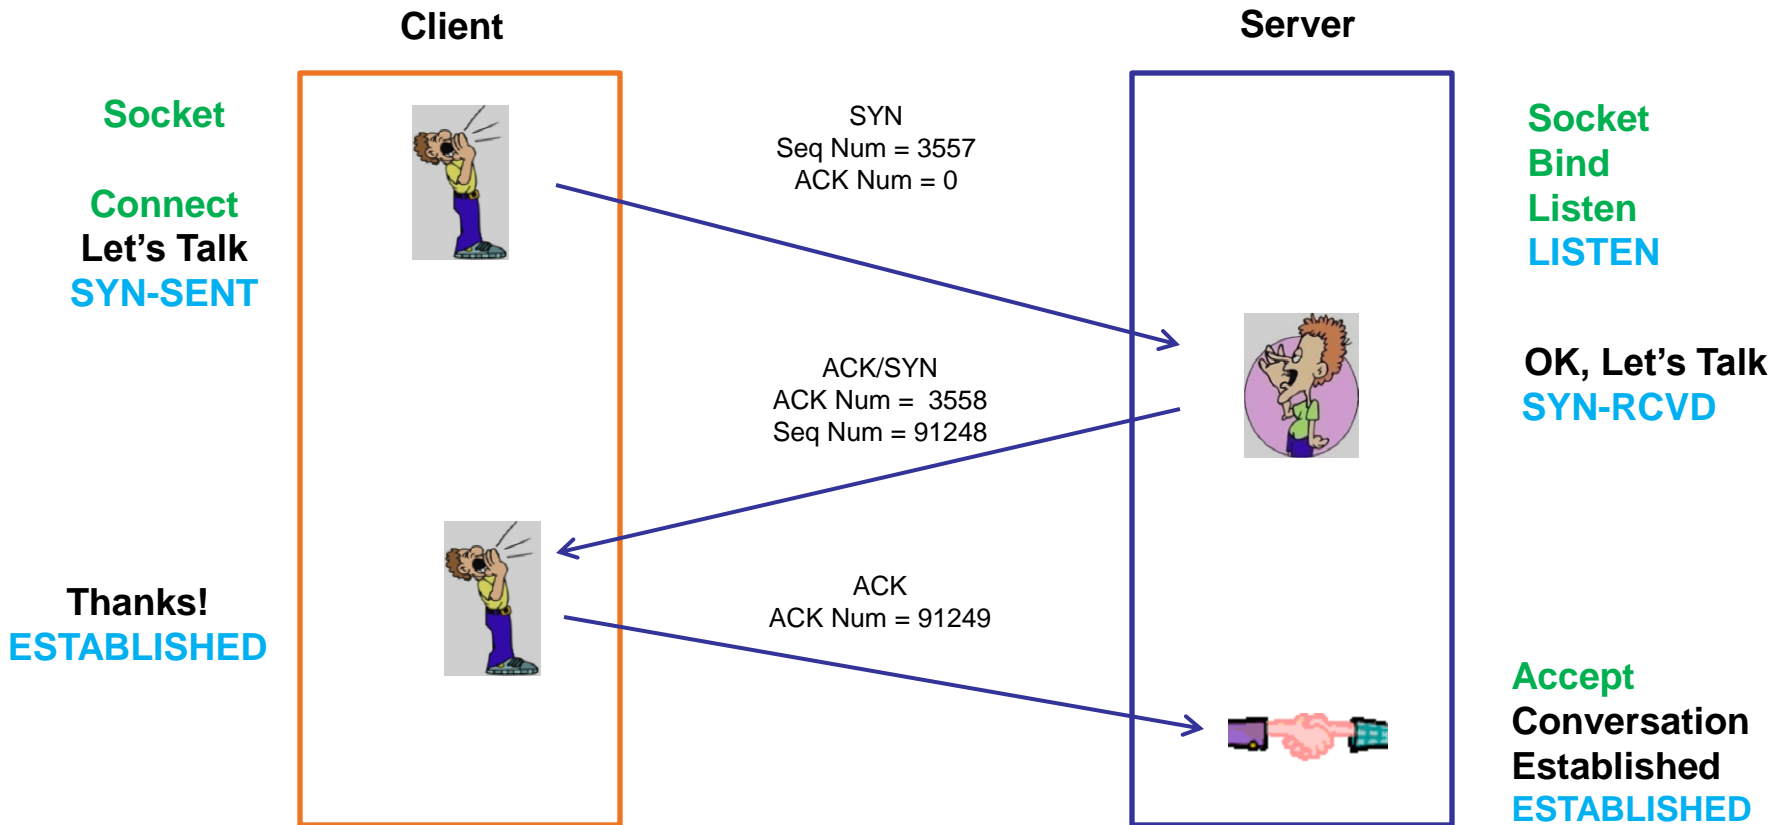 Client
Server
Socket
Connect
Let’s Talk
SYN-SENT
SYN
Seq Num = 3557
ACK Num = 0
Socket
Bind
Listen
LISTEN
ACK/SYN
ACK Num =  3558
Seq Num = 91248
OK, Let’s Talk
SYN-RCVD
Thanks!
ESTABLISHED
ACK
ACK Num = 91249
Accept
Conversation
Established
ESTABLISHED